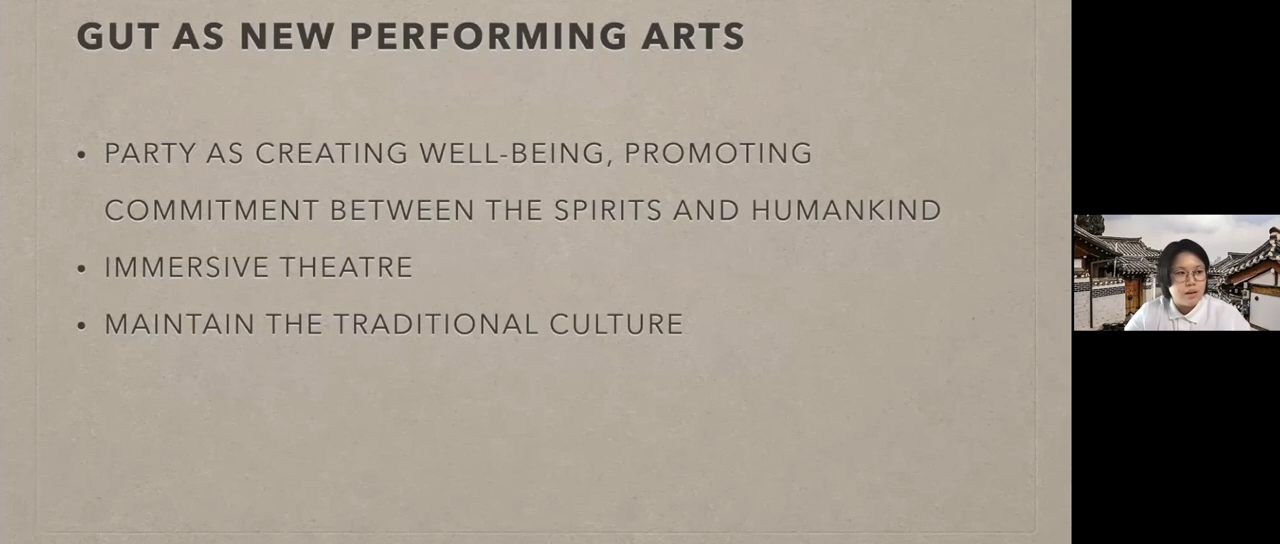 GUT AS NEW PERFORMING ARTS
• PARTY AS CREATING WELL-BEING, PROMOTING
COMMITMENT BETWEEN THE SPIRITS AND HUMANKIND
• IMMERSIVE THEATRE
• MAINTAIN THE TRADITIONAL CULTURE